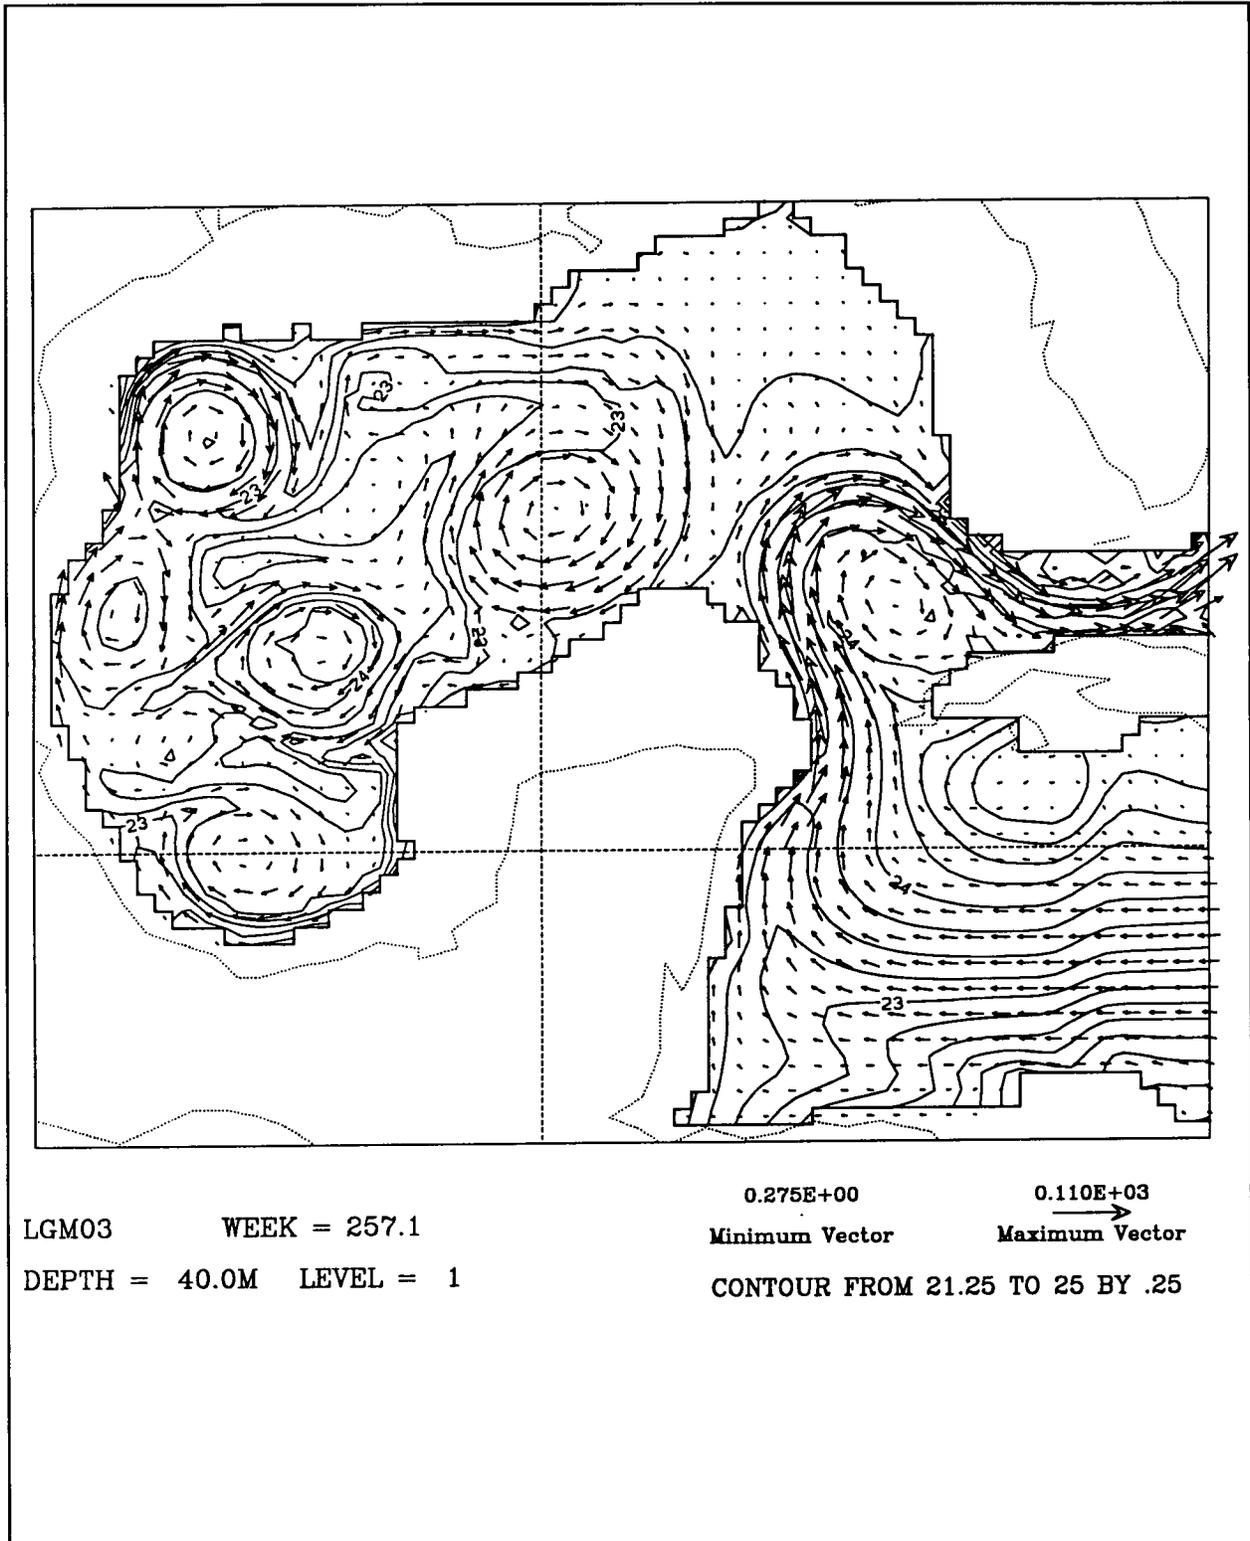 23
23
23
23
24
23
24
24
23
0.275E+00
0.110E+03
Minimum Vector
Maximum Vector
LGM03 WEEK = 257.1
DEPTH = 40.0M LEVEL = 1
CONTOUR FROM 21.25 TO 25 BY .25